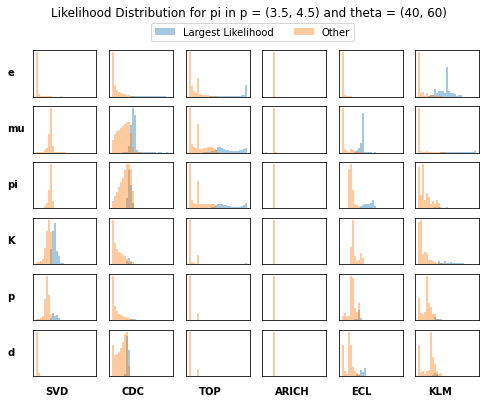 Likelihood Distribution for pi in p = (3.5, 4.5) and theta = (40, 60)
Largest Likelihood Other
e
mu
pi
K
p
d
SVD CDC TOP ARICH ECL KLM